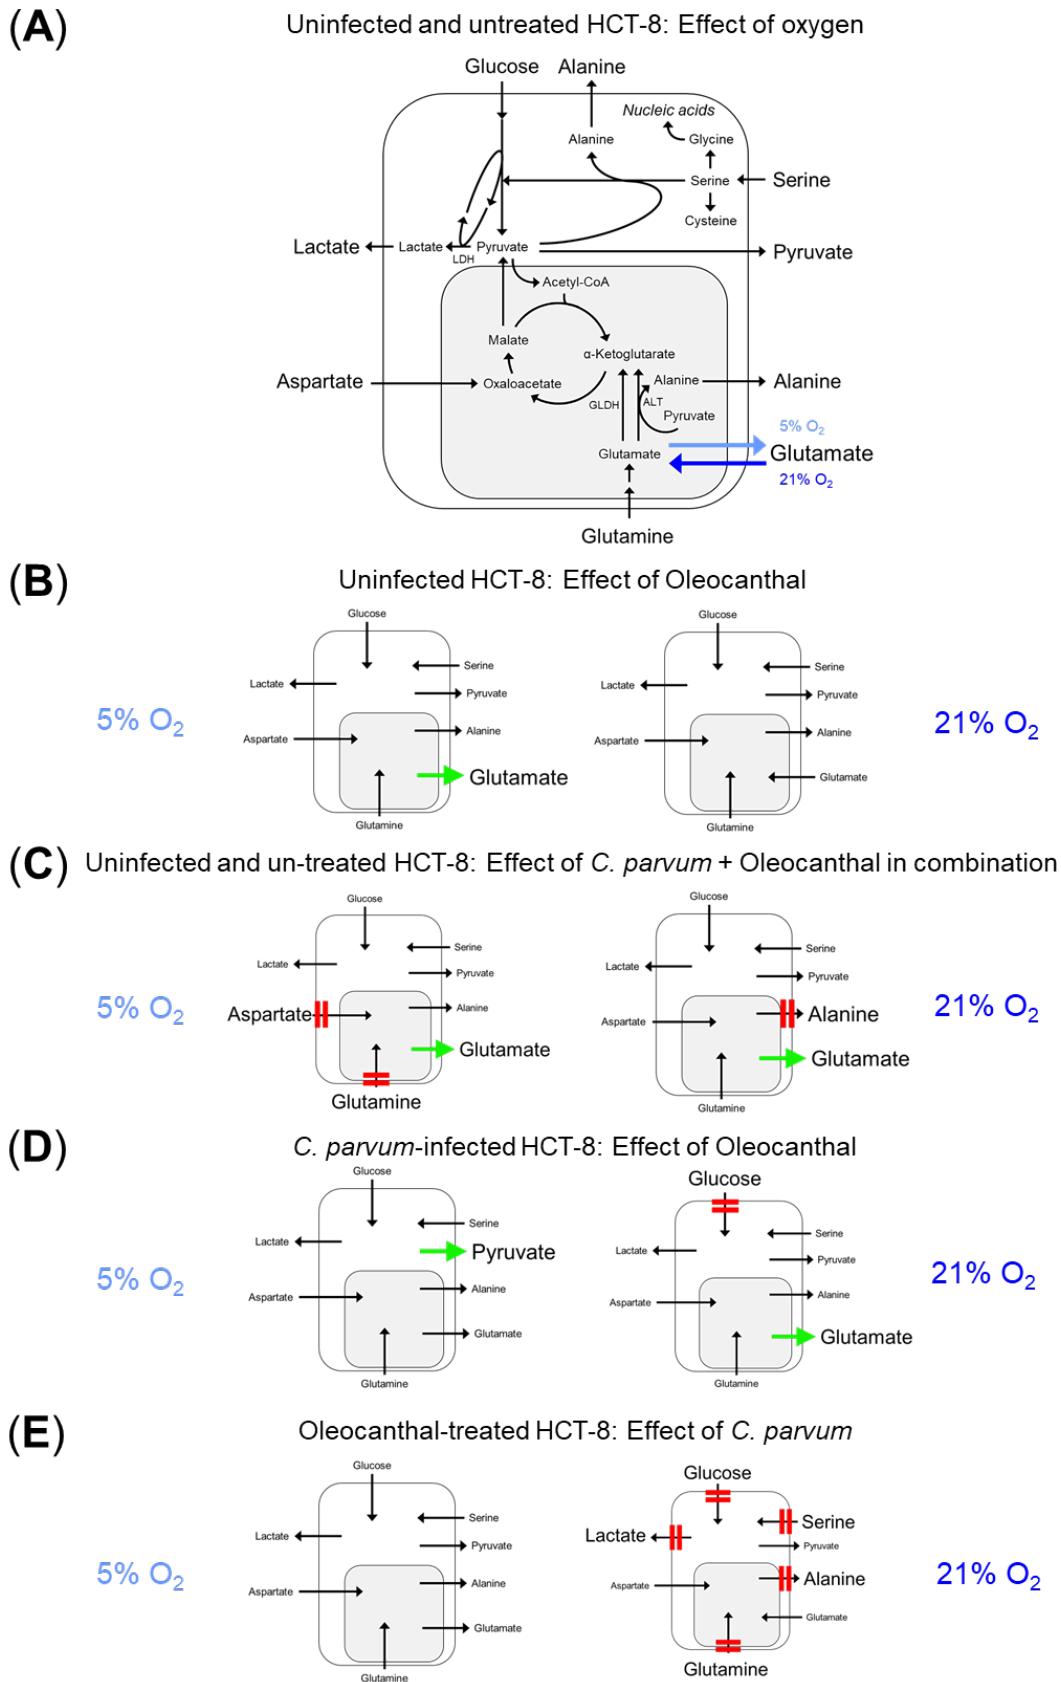 (A) Uninfected and untreated HCT-8: Effect of oxygen
Glucose Alanine
Nucleic acids
Alanine Glycine
Serine Serine
Cysteine
Lactate Lactate Pyruvate Pyruvate
LDH
Acetyl-CoA
Malate
α-Ketoglutarate
Aspartate Oxaloacetate Alanine Alanine
GLDH ALT
Pyruvate
5% O2
Glutamate Glutamate
21% O2
Glutamine
(B) Uninfected HCT-8: Effect of Oleocanthal
5% O2
Glucose
Serine
Lactate
Pyruvate
Alanine
Aspartate
Glutamate
Glutamine
Glucose
Serine
Lactate
Pyruvate
Alanine
Aspartate
Glutamate
Glutamine
21% O2
(C) Uninfected and un-treated HCT-8: Effect of C. parvum + Oleocanthal in combination
5% O2
Glucose
Serine
Lactate
Pyruvate
Alanine
Aspartate
Glutamate
Glutamine
Glucose
Serine
Lactate
Pyruvate
Alanine
Aspartate
Glutamate
Glutamine
21% O2
(D) C. parvum-infected HCT-8: Effect of Oleocanthal
5% O2
Glucose
Serine
Lactate
Pyruvate
Alanine
Aspartate
Glutamate
Glutamine
Glucose
Serine
Lactate
Pyruvate
Alanine
Aspartate
Glutamate
Glutamine
21% O2
(E) Oleocanthal-treated HCT-8: Effect of C. parvum
5% O2
Glucose
Serine
Lactate
Pyruvate
Alanine
Aspartate
Glutamate
Glutamine
Glucose
Serine
Lactate
Pyruvate
Alanine
Aspartate
Glutamate
Glutamine
21% O2